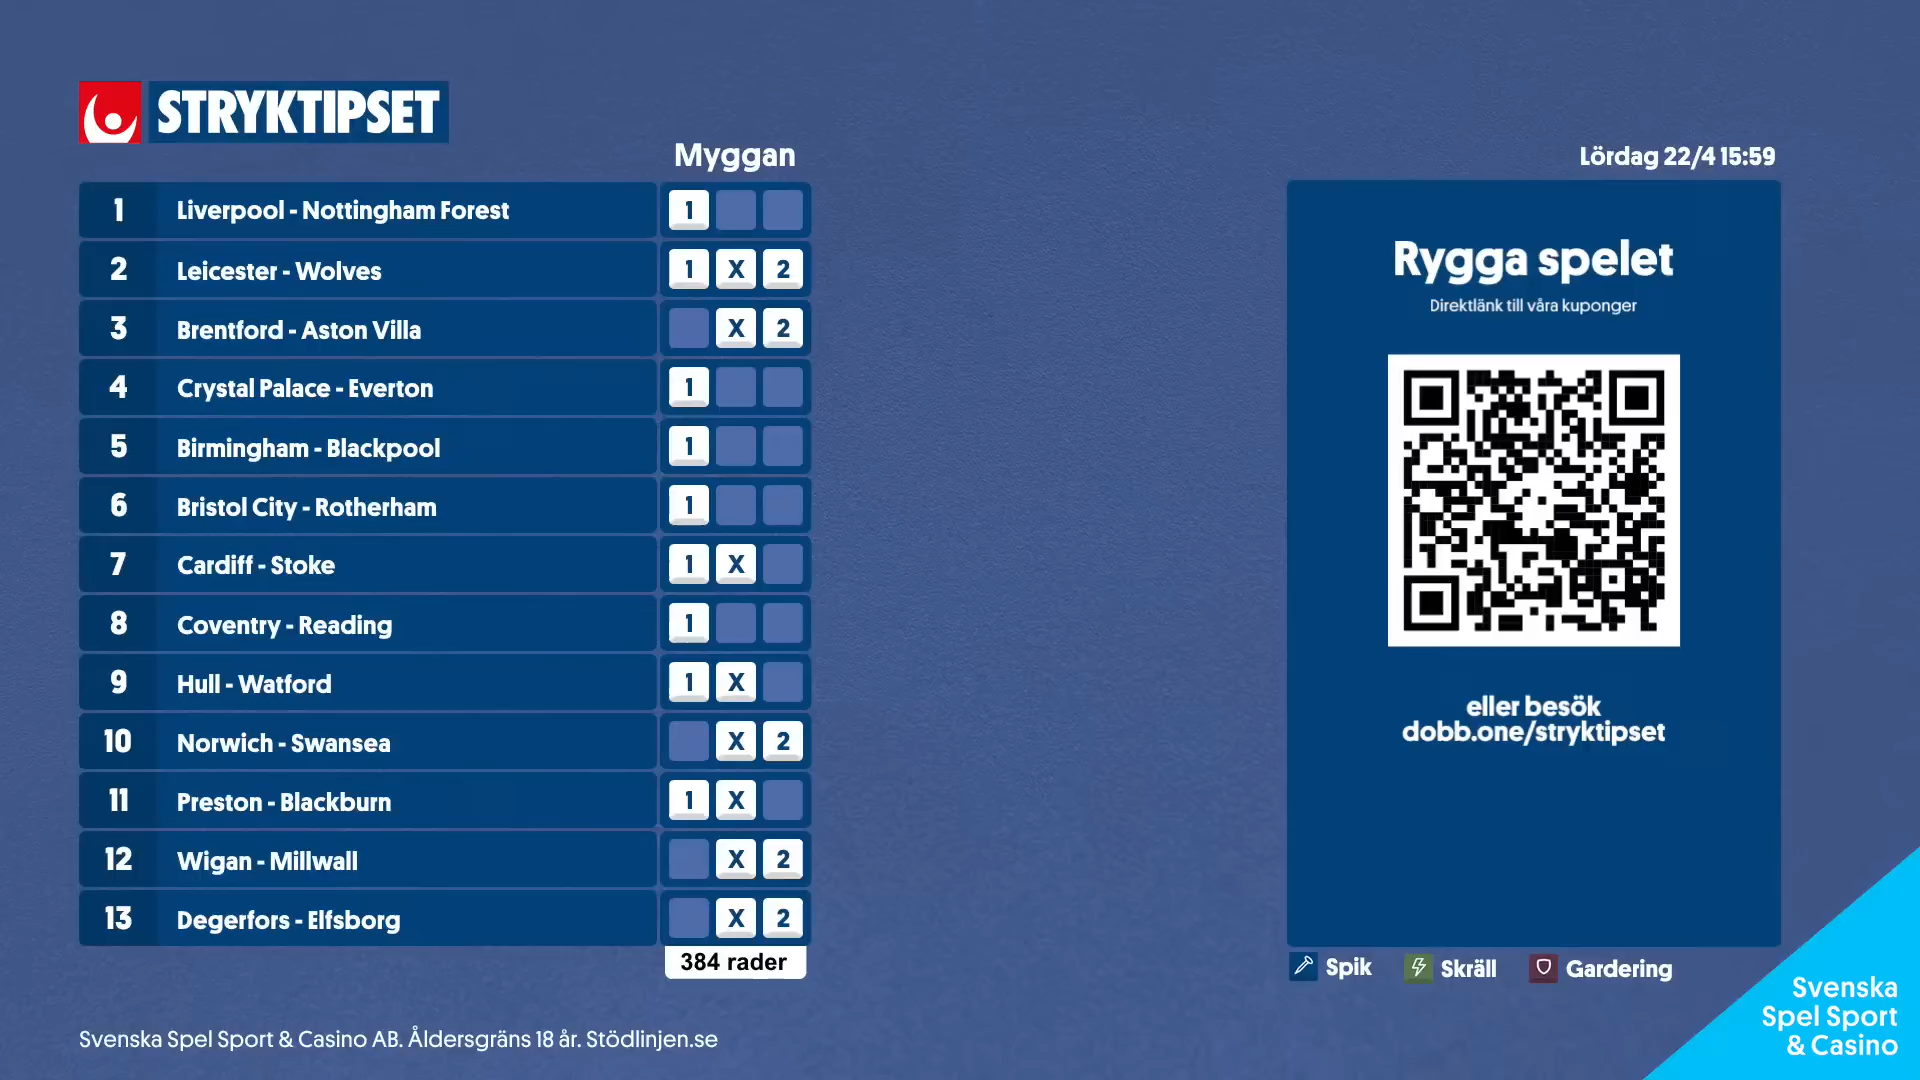 STRYKTIPSET
Myggan
Lördag 22/4 15:59
1 Liverpool - Nottingham Forest 1
2 Leicester - Wolves 1 X 2
3 Brentford - Aston Villa X 2
4 Crystal Palace - Everton 1
5 Birmingham - Blackpool 1
6 Bristol City - Rotherham 1
7 Cardiff - Stoke 1 X
8 Coventry - Reading 1
9 Hull - Watford 1 X
10 Norwich - Swansea X 2
11 Preston - Blackburn 1 X
12 Wigan - Millwall X 2
13 Degerfors - Elfsborg X 2
384 rader
Rygga spelet
Direktlänk till våra kuponger
eller besök
dobb.one/stryktipset
Spik Skräll Gardering
Svenska Spel Sport & Casino AB. Åldersgräns 18 år. Stödlinjen.se
Svenska
Spel Sport
& Casino